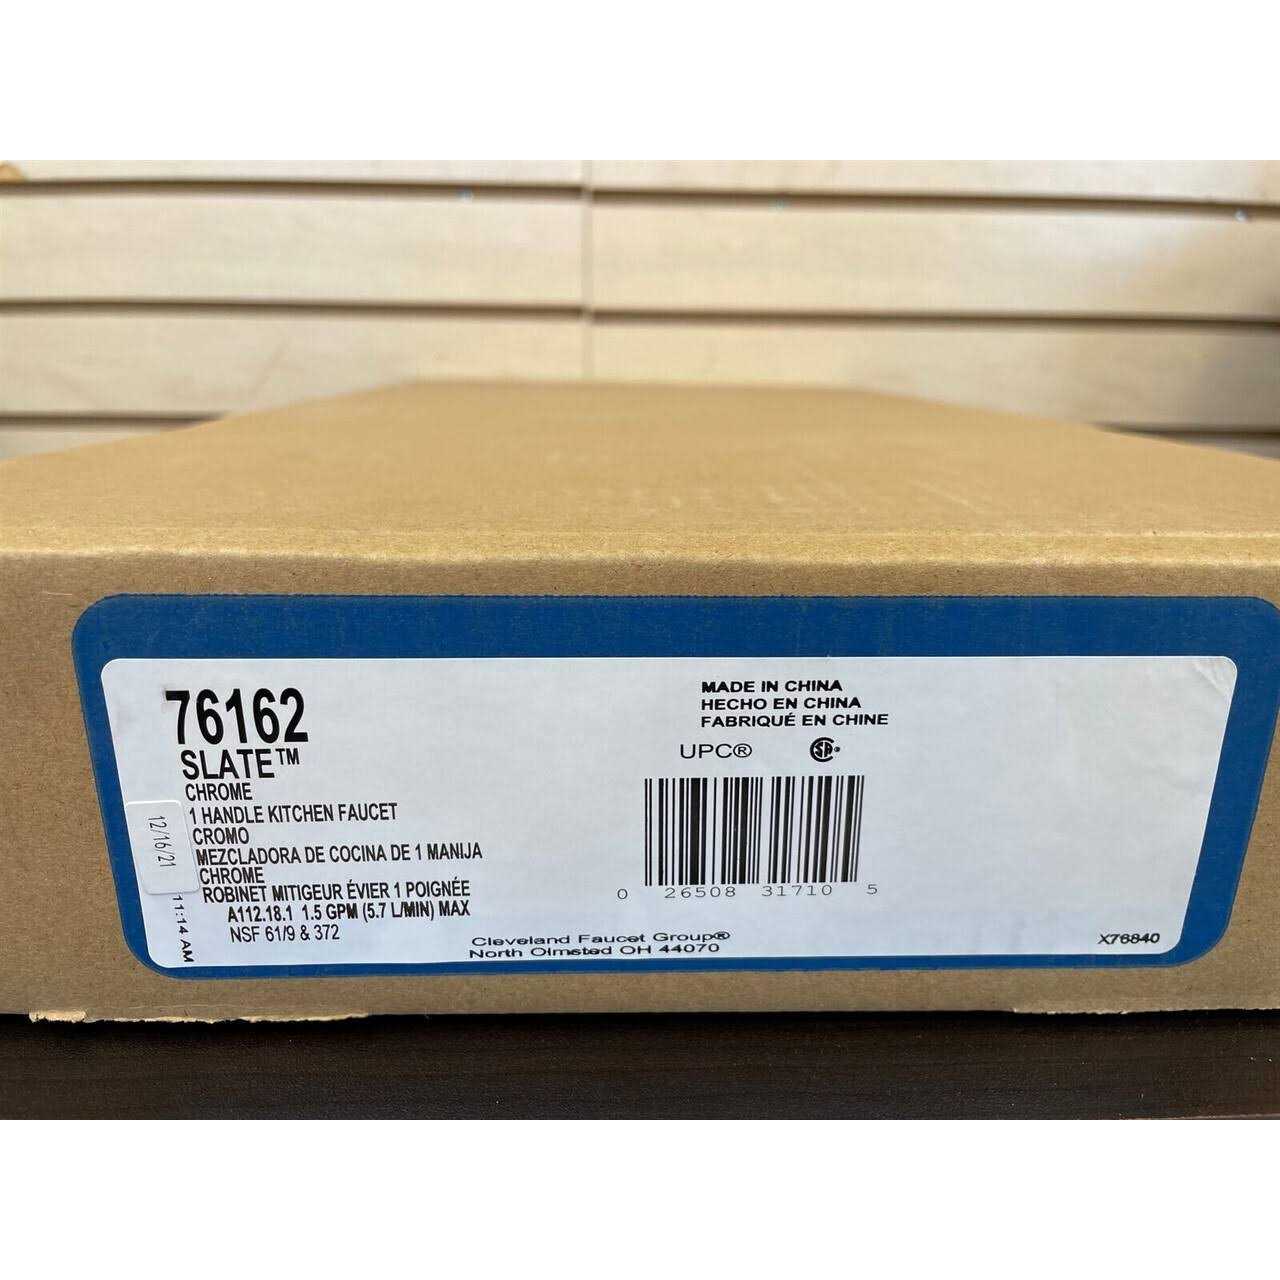 76162
SLATE™
CHROME
1 HANDLE KITCHEN FAUCET
CROMO
MEZCLADORA DE COCINA DE 1 MANIJA
CHROME
ROBINET MITIGEUR ÉVIER 1 POIGNÉE
A112.18.1 1.5 GPM (5.7 L/MIN) MAX
NSF 61/9 & 372
12/16/21
11:14 AM
MADE IN CHINA
HECHO EN CHINA
FABRIQUÉ EN CHINE
UPC® SA®
0 26508 31710 5
Cleveland Faucet Group®
North Olmsted OH 44070
X76840